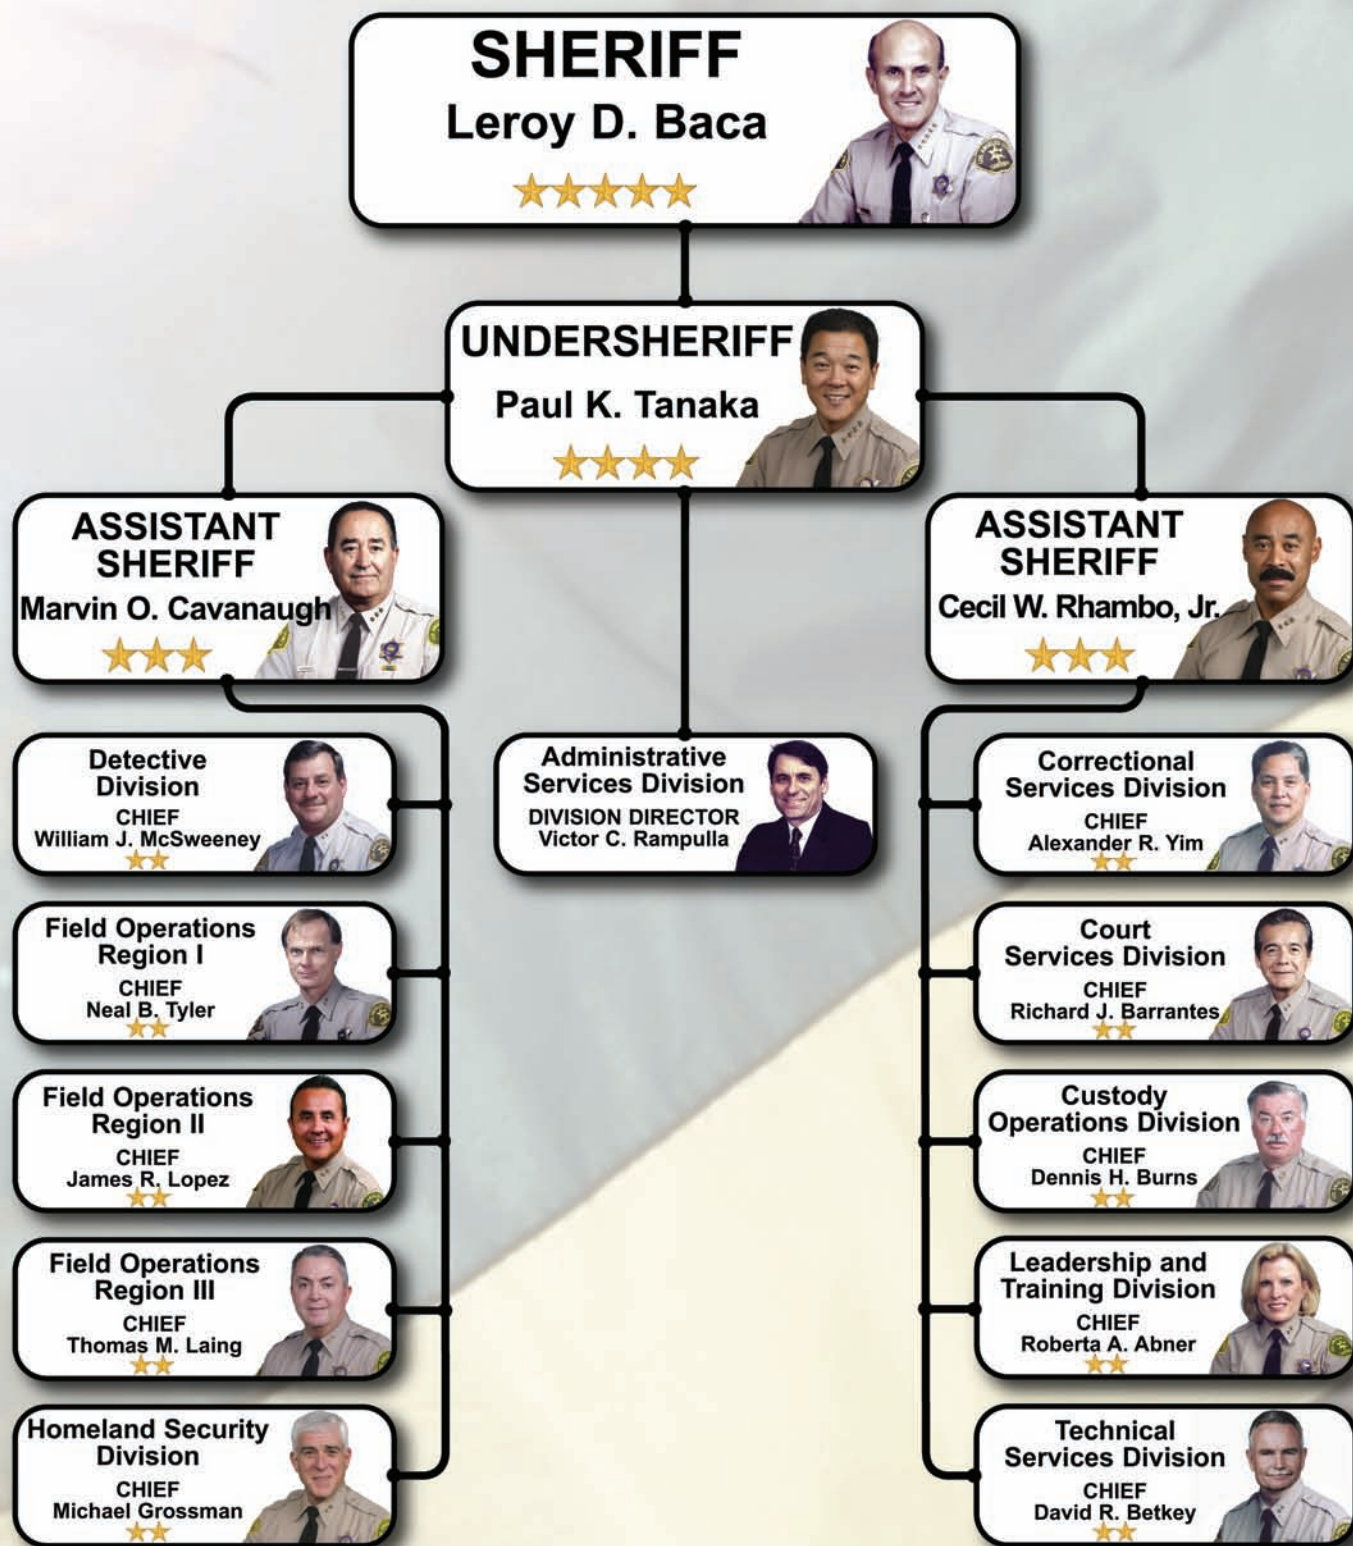 SHERIFF
Leroy D. Baca
UNDERSHERIFF
Paul K. Tanaka
ASSISTANT
SHERIFF
Marvin O. Cavanaugh
ASSISTANT
SHERIFF
Cecil W. Rhambo, Jr.
Detective
Division
CHIEF
William J. McSweeney
Field Operations
Region I
CHIEF
Neal B. Tyler
Field Operations
Region II
CHIEF
James R. Lopez
Field Operations
Region III
CHIEF
Thomas M. Laing
Homeland Security
Division
CHIEF
Michael Grossman
Administrative
Services Division
DIVISION DIRECTOR
Victor C. Rampulla
Correctional
Services Division
CHIEF
Alexander R. Yim
Court
Services Division
CHIEF
Richard J. Barrantes
Custody
Operations Division
CHIEF
Dennis H. Burns
Leadership and
Training Division
CHIEF
Roberta A. Abner
Technical
Services Division
CHIEF
David R. Betkey